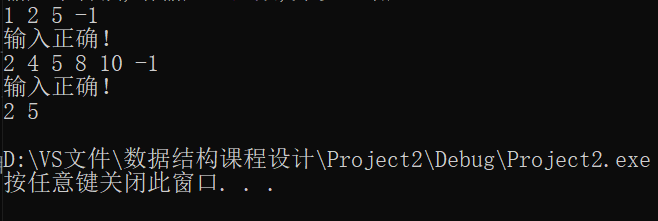 1 2 5 -1
输入正确!
2 4 5 8 10 -1
输入正确!
2 5
D:\VS文件\数据结构课程设计\Project2\Debug\Project2.exe
按任意键关闭此窗口. . .